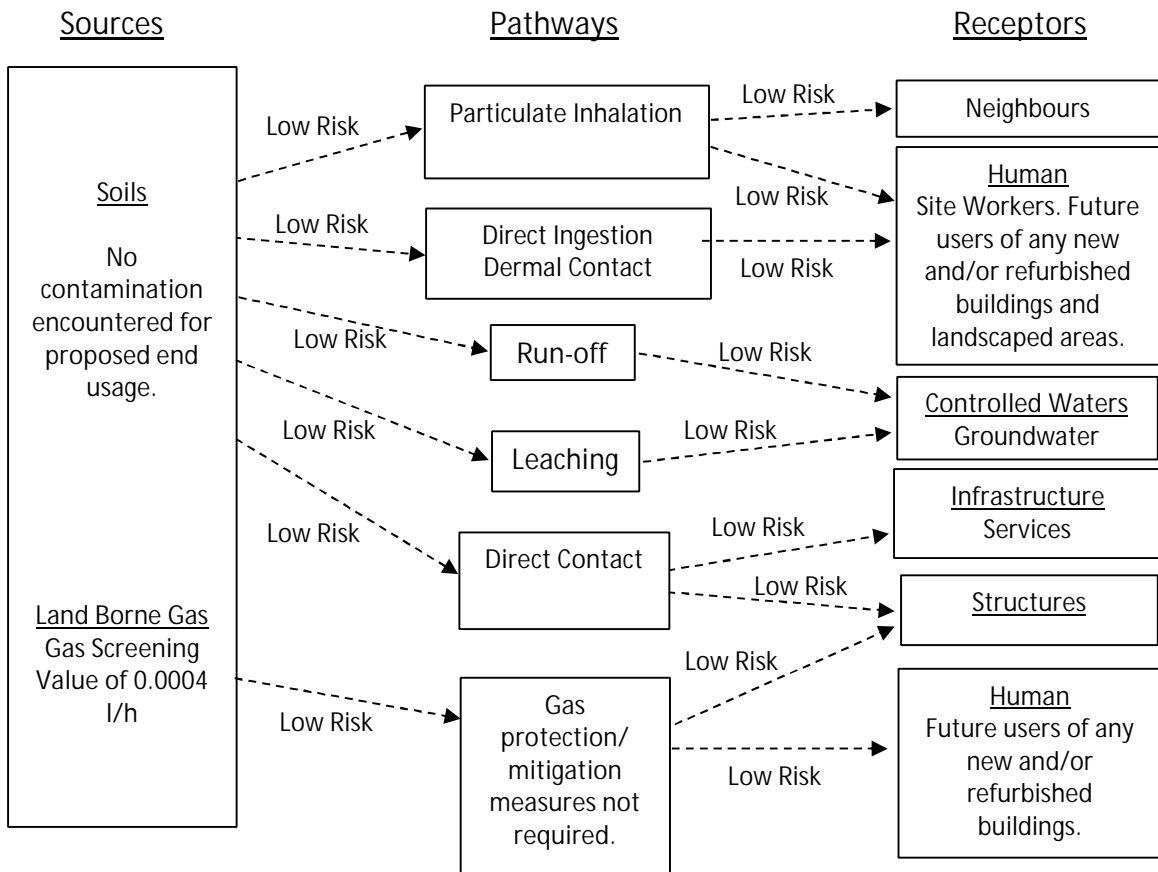 Sources
Pathways
Receptors
Soils
No
contamination
encountered for
proposed end
usage.
Land Borne Gas
Gas Screening
Value of 0.0004
l/h
Low Risk
Low Risk
Low Risk
Low Risk
Low Risk
Low Risk
Particulate Inhalation
Direct Ingestion
Dermal Contact
Run-off
Leaching
Direct Contact
Gas
protection/
mitigation
measures not
required.
Low Risk
Low Risk
Low Risk
Low Risk
Low Risk
Low Risk
Low Risk
Low Risk
Low Risk
Neighbours
Human
Site Workers. Future
users of any new
and/or refurbished
buildings and
landscaped areas.
Controlled Waters
Groundwater
Infrastructure
Services
Structures
Human
Future users of any
new and/or
refurbished
buildings.